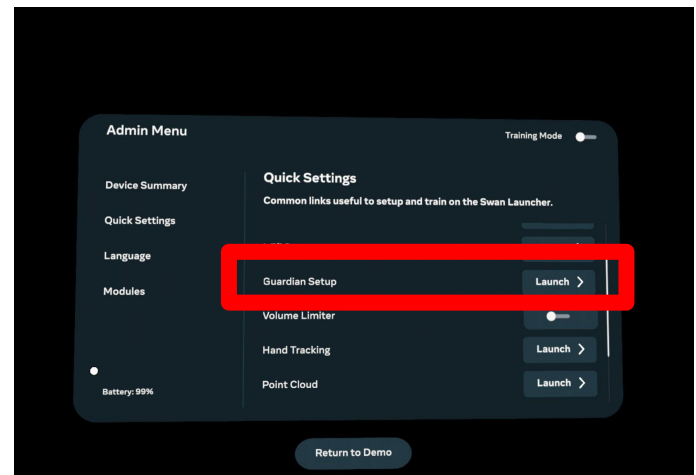 Admin Menu
Training Mode
Device Summary
Quick Settings
Language
Modules
Battery: 99%
Quick Settings
Common links useful to setup and train on the Swan Launcher.
Guardian Setup
Launch >
Volume Limiter
Hand Tracking
Launch >
Point Cloud
Launch >
Return to Demo